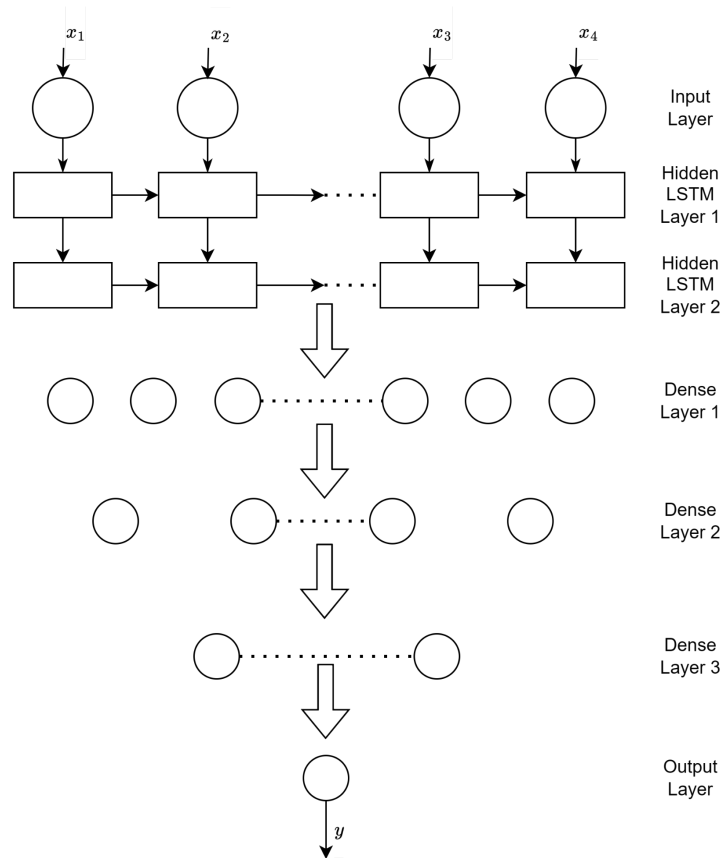 x₁
x₂
x₃
x₄
Input
Layer
Hidden
LSTM
Layer 1
Hidden
LSTM
Layer 2
Dense
Layer 1
Dense
Layer 2
Dense
Layer 3
Output
Layer
y